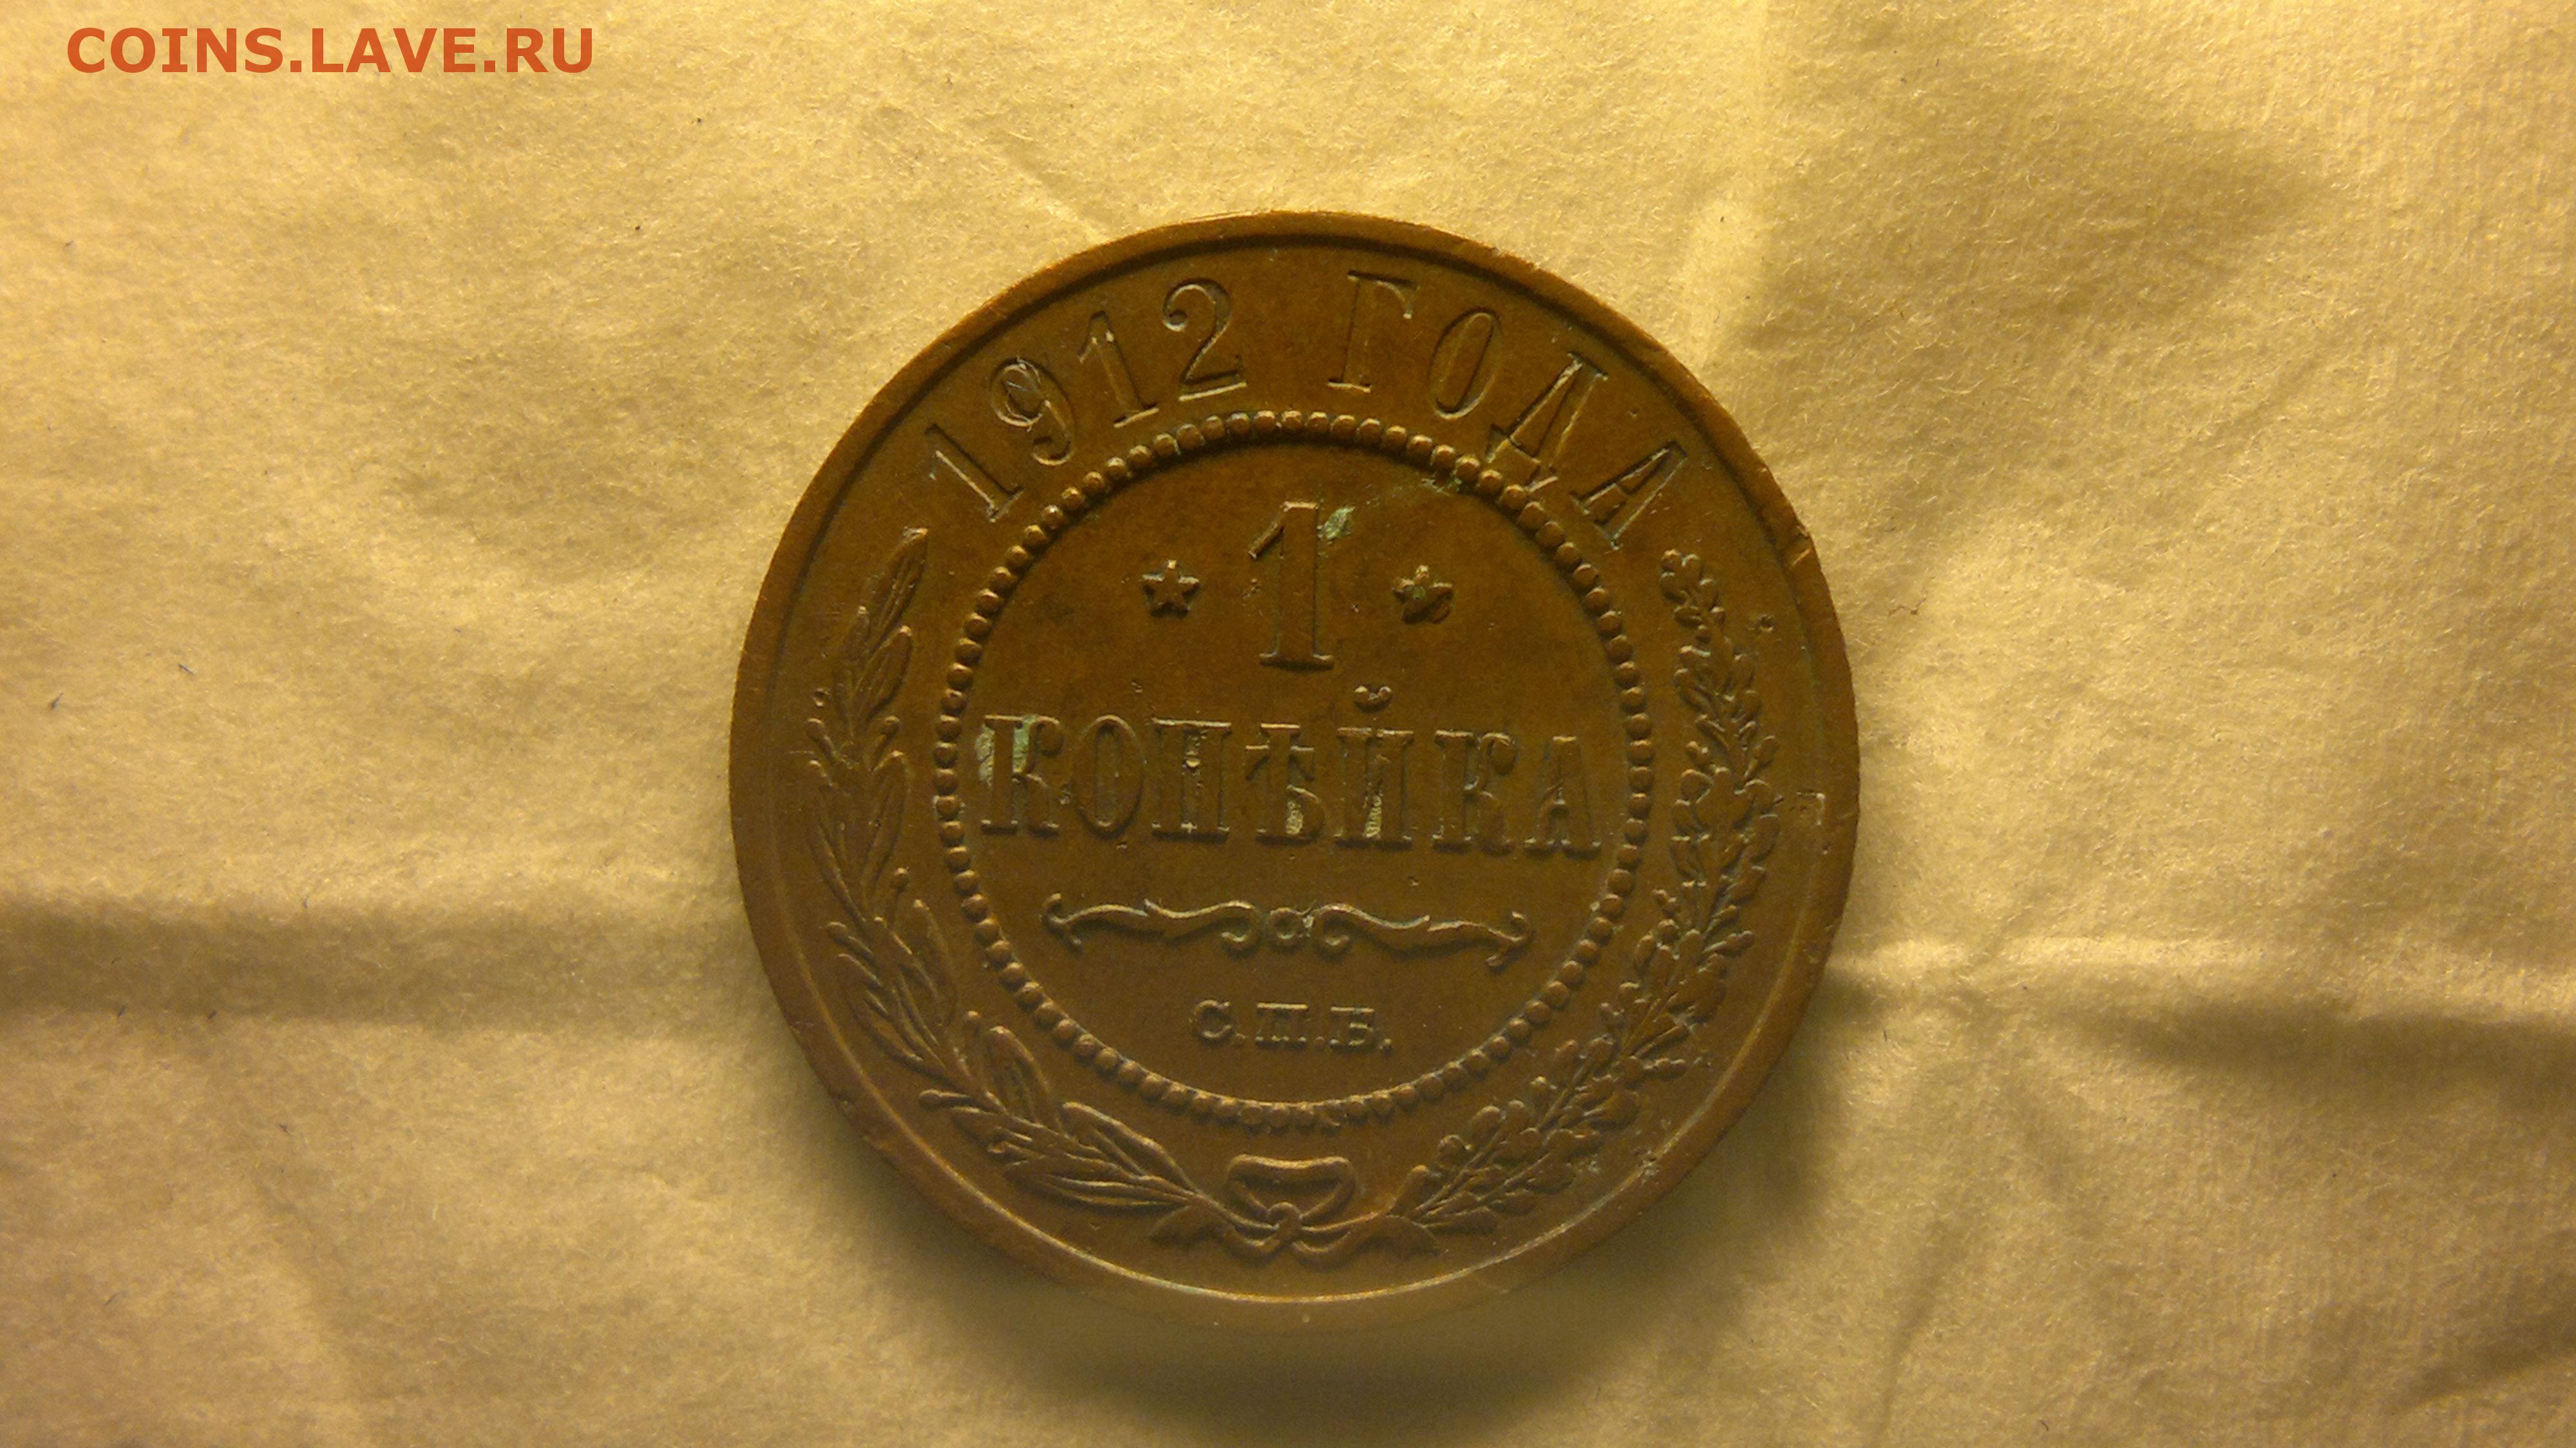 COINS.LAVE.RU
1912 ГОДА
1
КОПѢЙКА
С.П.Б.